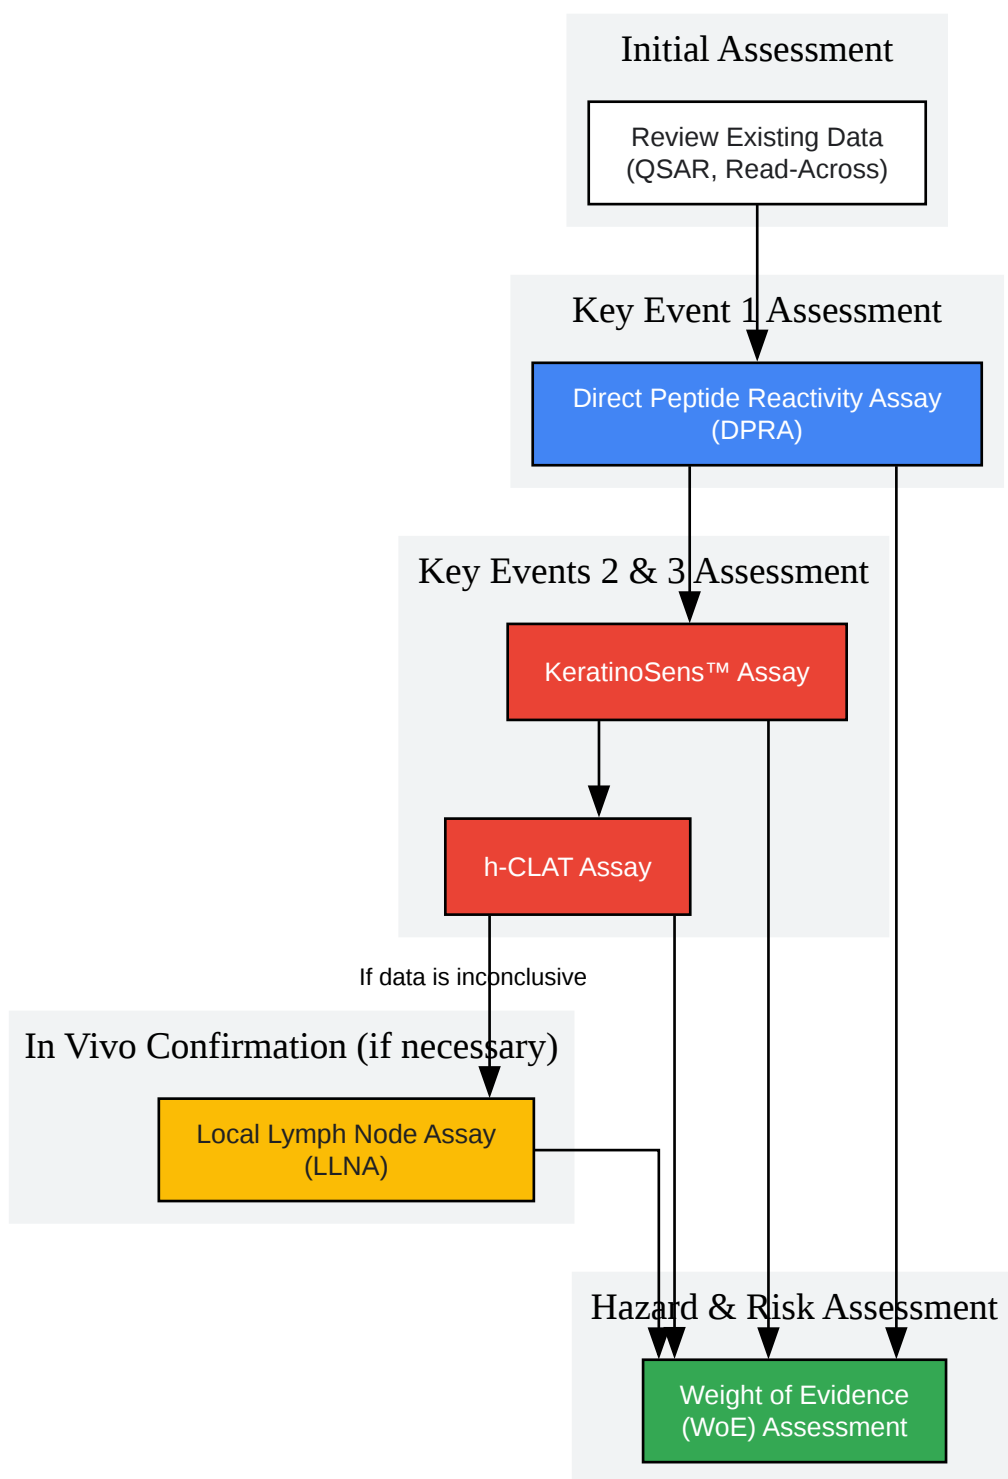 Initial Assessment
Review Existing Data
(QSAR, Read-Across)
Key Event 1 Assessment
Direct Peptide Reactivity Assay
(DPRA)
Key Events 2 & 3 Assessment
KeratinoSens™ Assay
h-CLAT Assay
If data is inconclusive
In Vivo Confirmation (if necessary)
Local Lymph Node Assay
(LLNA)
Hazard & Risk Assessment
Weight of Evidence
(WoE) Assessment